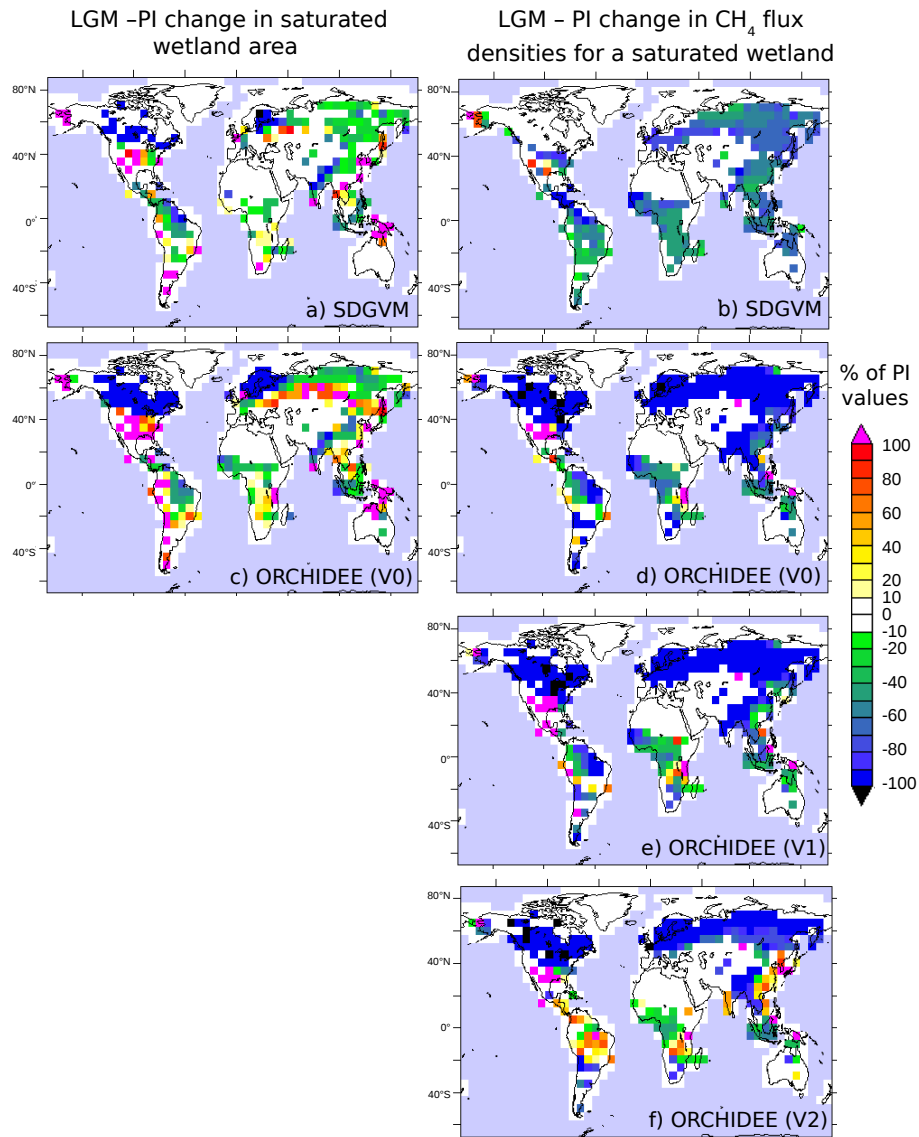 LGM –PI change in saturated
wetland area
LGM – PI change in CH4 flux
densities for a saturated wetland
80°N
40°N
0°
40°S
a) SDGVM
80°N
40°N
0°
40°S
b) SDGVM
80°N
40°N
0°
40°S
c) ORCHIDEE (V0)
80°N
40°N
0°
40°S
d) ORCHIDEE (V0)
% of PI
values
100
80
60
40
20
10
0
-10
-20
-40
-60
-80
-100
80°N
40°N
0°
40°S
e) ORCHIDEE (V1)
80°N
40°N
0°
40°S
f) ORCHIDEE (V2)